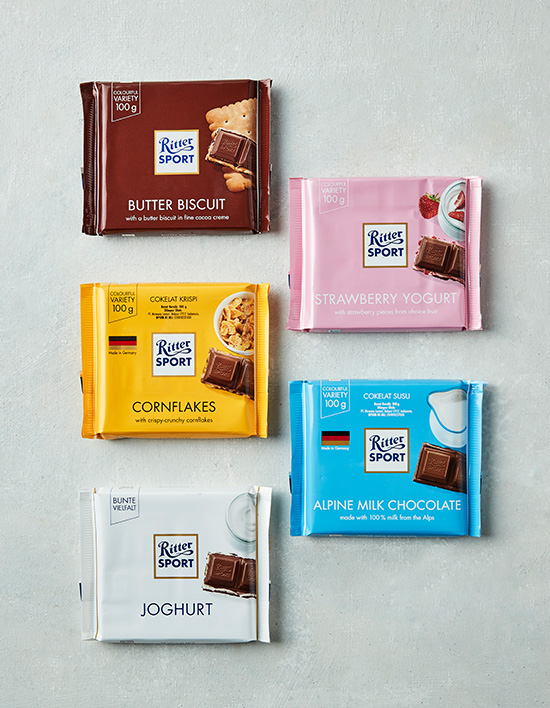 COLOURFUL
VARIETY
100 g
Ritter
SPORT
BUTTER BISCUIT
with a butter biscuit in fine cocoa creme
COLOURFUL
VARIETY
100 g
Ritter
SPORT
STRAWBERRY YOGURT
with strawberry pieces from choice fruit
COLOURFUL
VARIETY
100 g
COKELAT KRISPI
Made in Germany
Ritter
SPORT
CORNFLAKES
with crispy-crunchy cornflakes
COLOURFUL
VARIETY
100 g
COKELAT SUSU
Made in Germany
Ritter
SPORT
ALPINE MILK CHOCOLATE
made with 100 % milk from the Alps
BUNTE
VIELFALT
Ritter
SPORT
JOGHURT